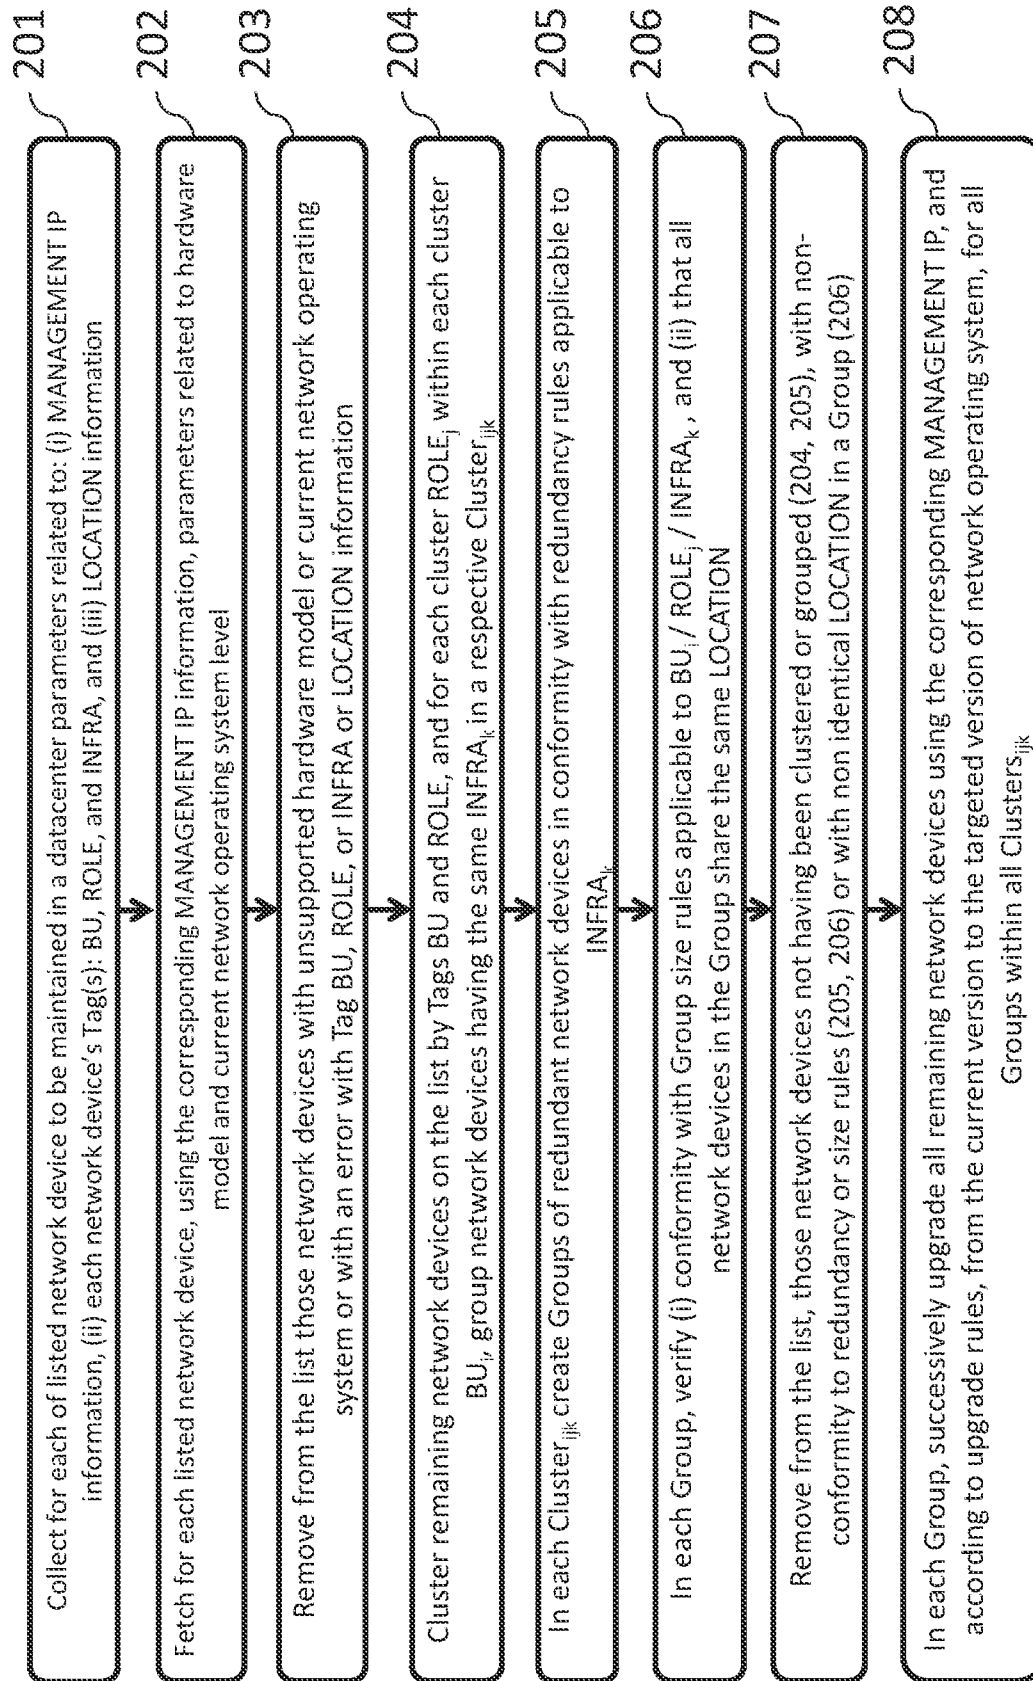 201
Collect for each of listed network device to be maintained in a datacenter parameters related to: (i) MANAGEMENT IP
information, (ii) each network device's Tag(s): BU, ROLE, and INFRA, and (iii) LOCATION information
202
Fetch for each listed network device, using the corresponding MANAGEMENT IP information, parameters related to hardware
model and current network operating system level
203
Remove from the list those network devices with unsupported hardware model or current network operating
system or with an error with Tag BU, ROLE, or INFRA or LOCATION information
204
Cluster remaining network devices on the list by Tags BU and ROLE, and for each cluster ROLEj within each cluster
BUi, group network devices having the same INFRAk in a respective Clusterijk
205
In each Clusterijk create Groups of redundant network devices in conformity with redundancy rules applicable to
INFRAk
206
In each Group, verify (i) conformity with Group size rules applicable to BUi / ROLEj / INFRAk , and (ii) that all
network devices in the Group share the same LOCATION
207
Remove from the list, those network devices not having been clustered or grouped (204, 205), with non-
conformity to redundancy or size rules (205, 206) or with non identical LOCATION in a Group (206)
208
In each Group, successively upgrade all remaining network devices using the corresponding MANAGEMENT IP, and
according to upgrade rules, from the current version to the targeted version of network operating system, for all
Groups within all Clustersijk